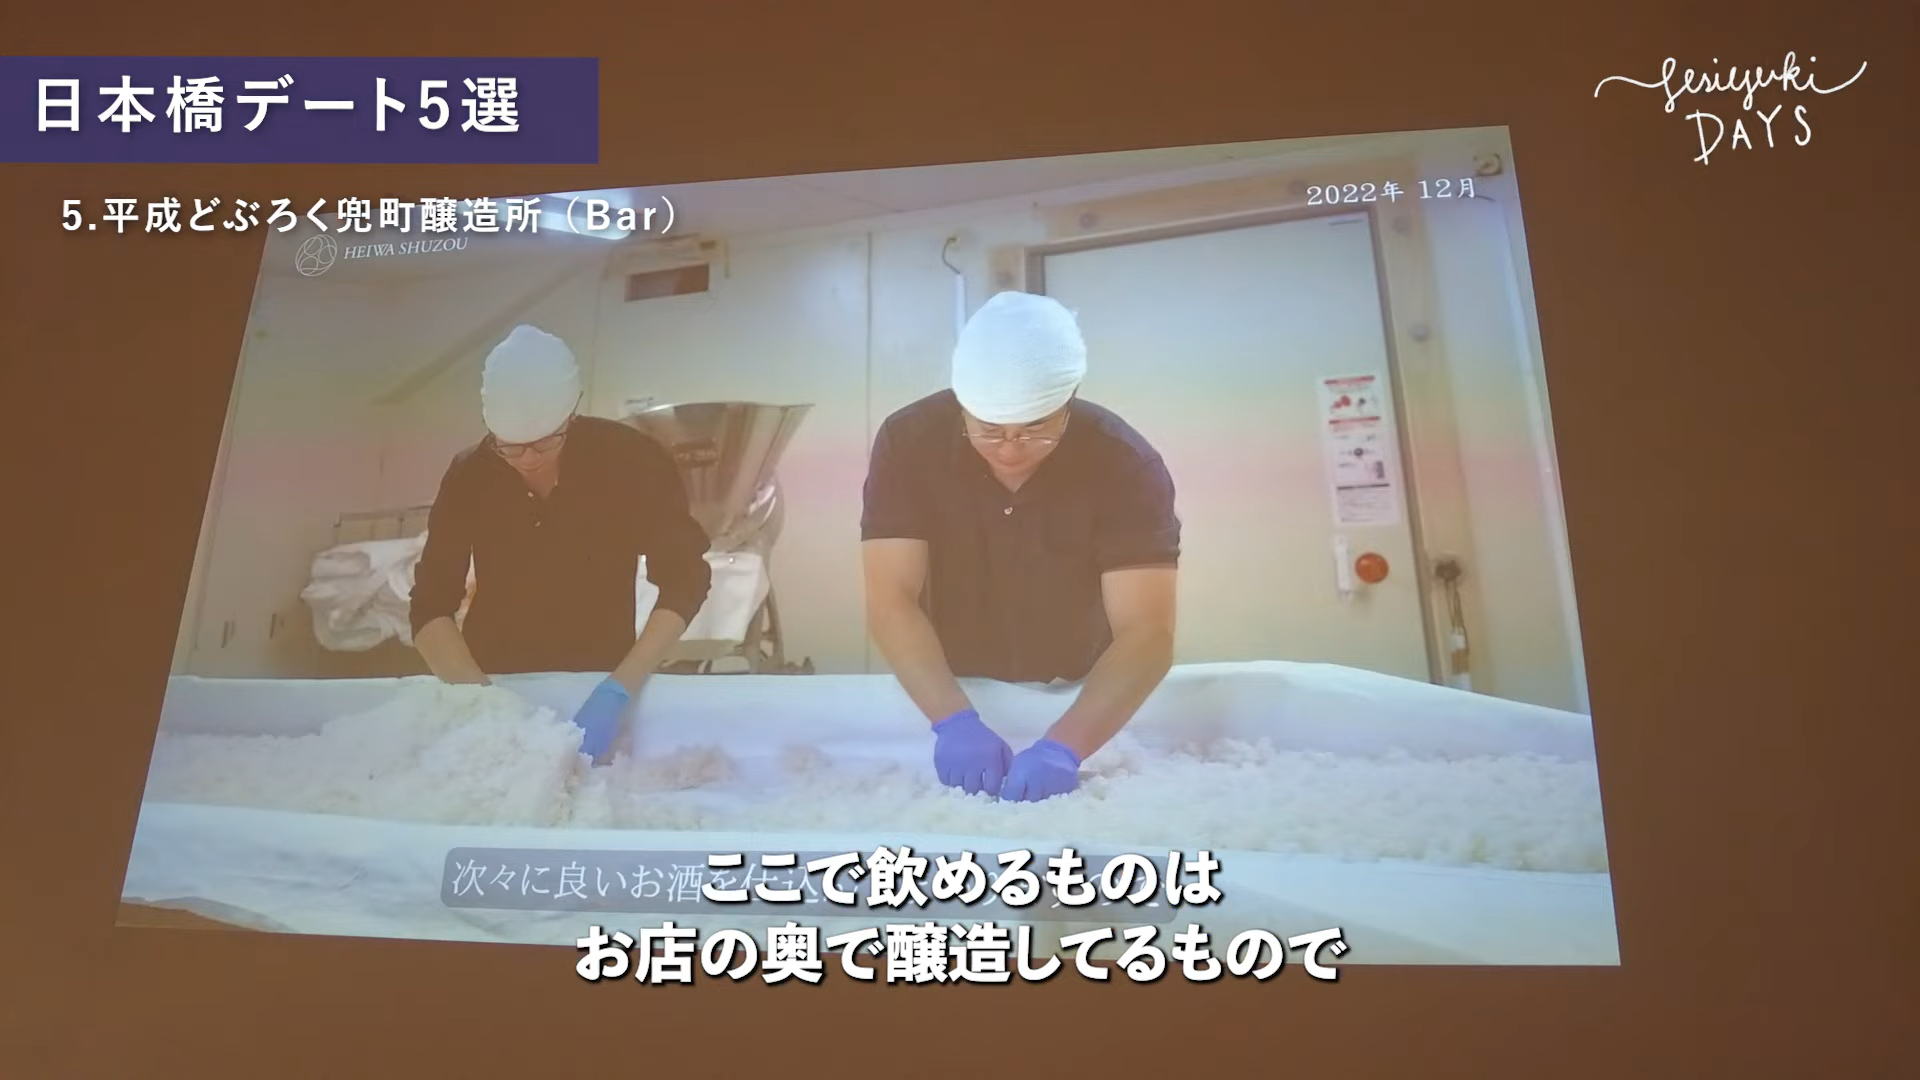 日本橋デート5選
DAYS
5.平成どぶろく兜町醸造所（Bar）
2022年 12月
HEIWA SHUZOU
次々に良いお酒を仕込
ここで飲めるものは
お店の奥で醸造してるもので